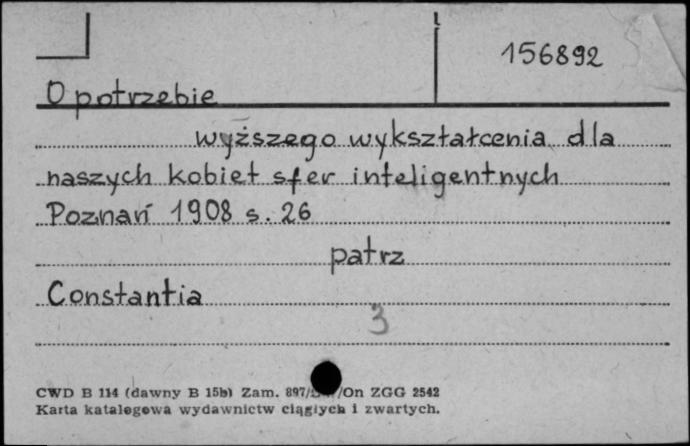 156892
O potrzebie
wyższego wykształcenia dla
naszych kobiet sfer inteligentnych
Poznań 1908 s. 26
patrz
Constantia
3
CWD B 114 (dawny B 15b) Zam. 897/ /On ZGG 2542
Karta katalogowa wydawnictw ciągłych i zwartych.